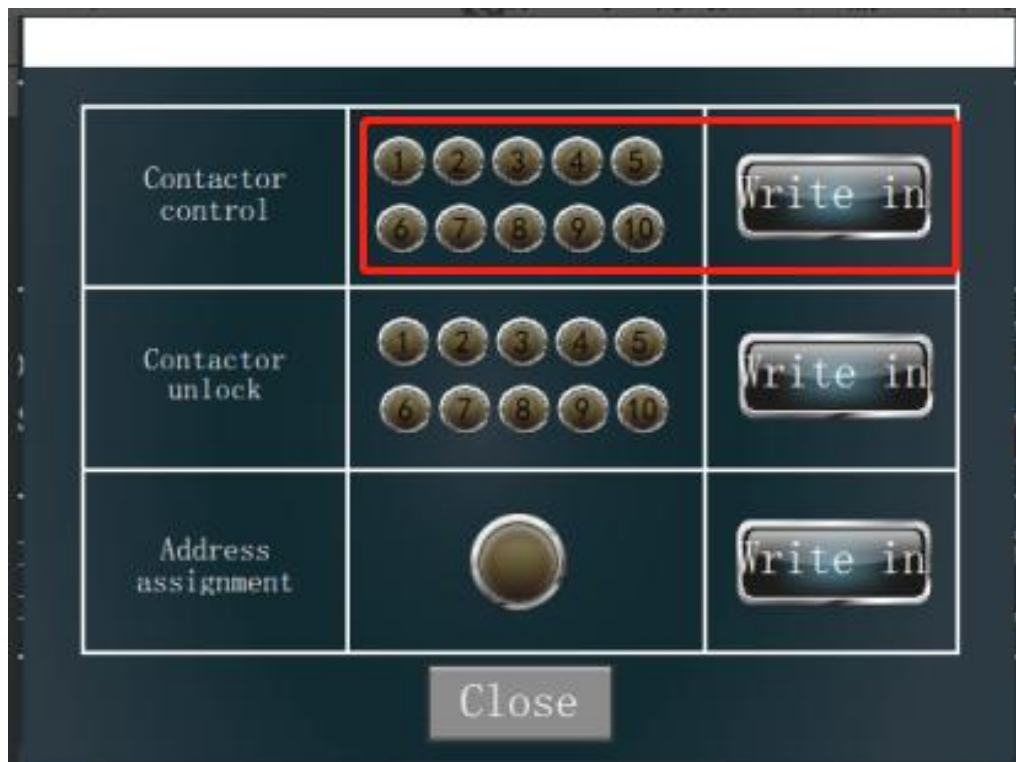 Contactor
control
1 2 3 4 5
6 7 8 9 10
Write in
Contactor
unlock
1 2 3 4 5
6 7 8 9 10
Write in
Address
assignment
Write in
Close